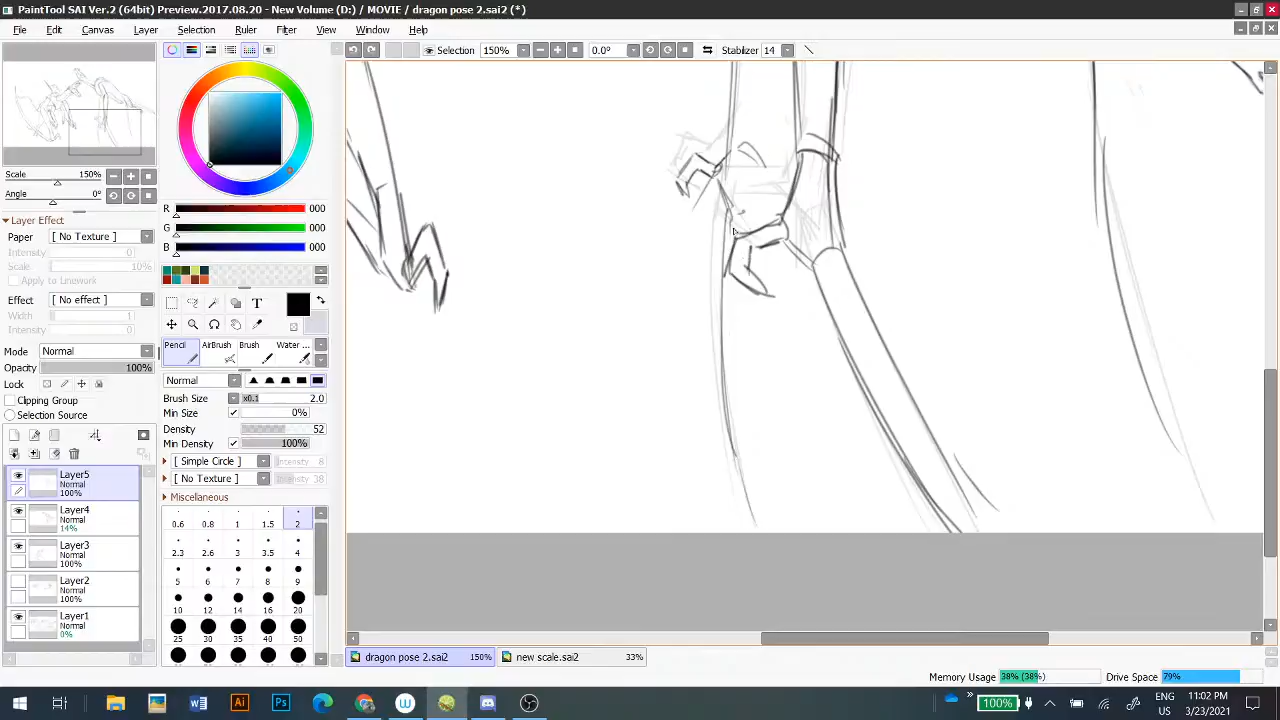 PaintTool SAI Ver.2 (64bit) Preview.2017.08.20 - New Volume (D:) / MOVIE / dragon pose 2.sai2 (*)
File Edit Canvas Layer Selection Ruler Filter View Window Help
Selection 150% 0.0° Stabilizer 14
Scale 150%
Angle 0°
Layer Effect
Paper [ No Texture ]
Intensity 0
Scale 10%
Apply to Linework
Effect [ No effect ]
Width 1
Intensity 0
Mode Normal
Opacity 100%
Lock
Clipping Group
Selection Source
Layer5
Normal
100%
Layer4
Normal
14%
Layer3
Normal
100%
Layer2
Normal
100%
Layer1
Normal
0%
R 000
G 000
B 000
T
Pencil AirBrush Brush Water ...
Normal
Brush Size x0.1 2.0
Min Size 0%
Density 52
Min Density 100%
[ Simple Circle ] Intensity 8
[ No Texture ] Intensity 38
Miscellaneous
0.6 0.8 1 1.5 2
2.3 2.6 3 3.5 4
5 6 7 8 9
10 12 14 16 20
25 30 35 40 50
dragon pose 2.sai2 150% new scale.sai2 33%
Memory Usage 38% (38%) Drive Space 79%
100% ENG 11:02 PM
US 3/23/2021